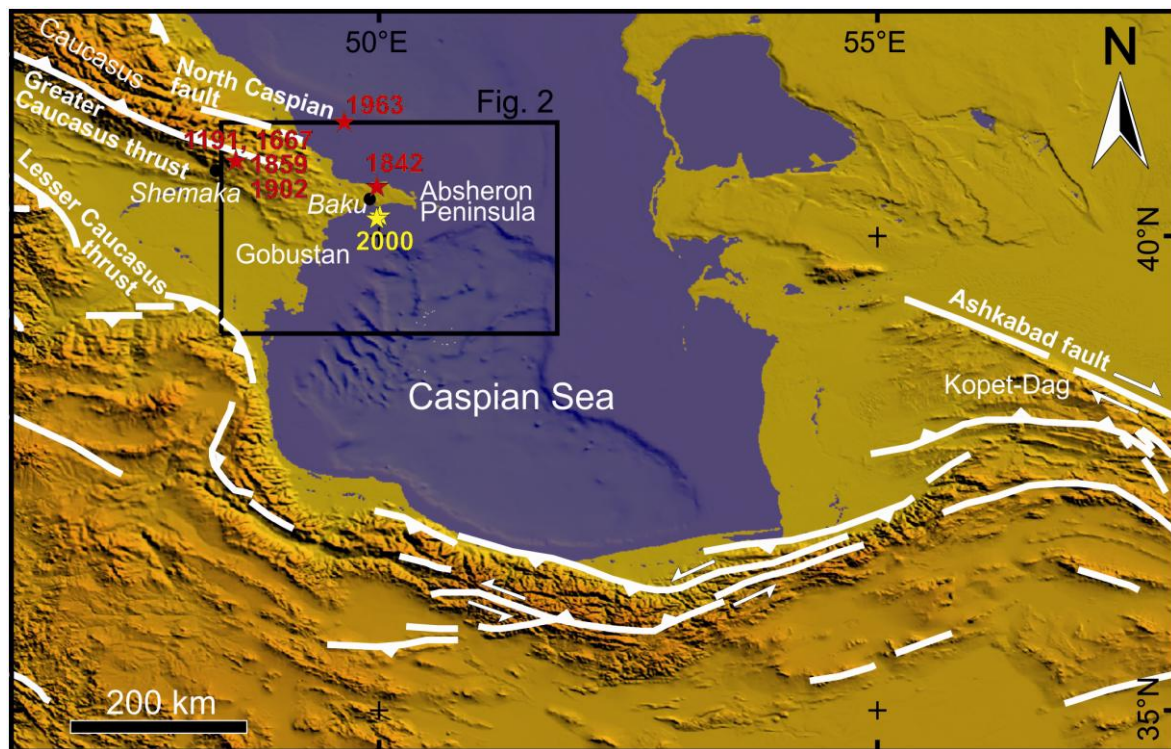 50°E
55°E
N
Caucasus
North Caspian
fault
1963
Fig. 2
Greater
Caucasus thrust
1191, 1667
1859
1902
1842
Shemaka
Baku
Absheron
Peninsula
Lesser Caucasus
thrust
2000
Gobustan
40°N
Ashkabad fault
Kopet-Dag
Caspian Sea
200 km
35°N